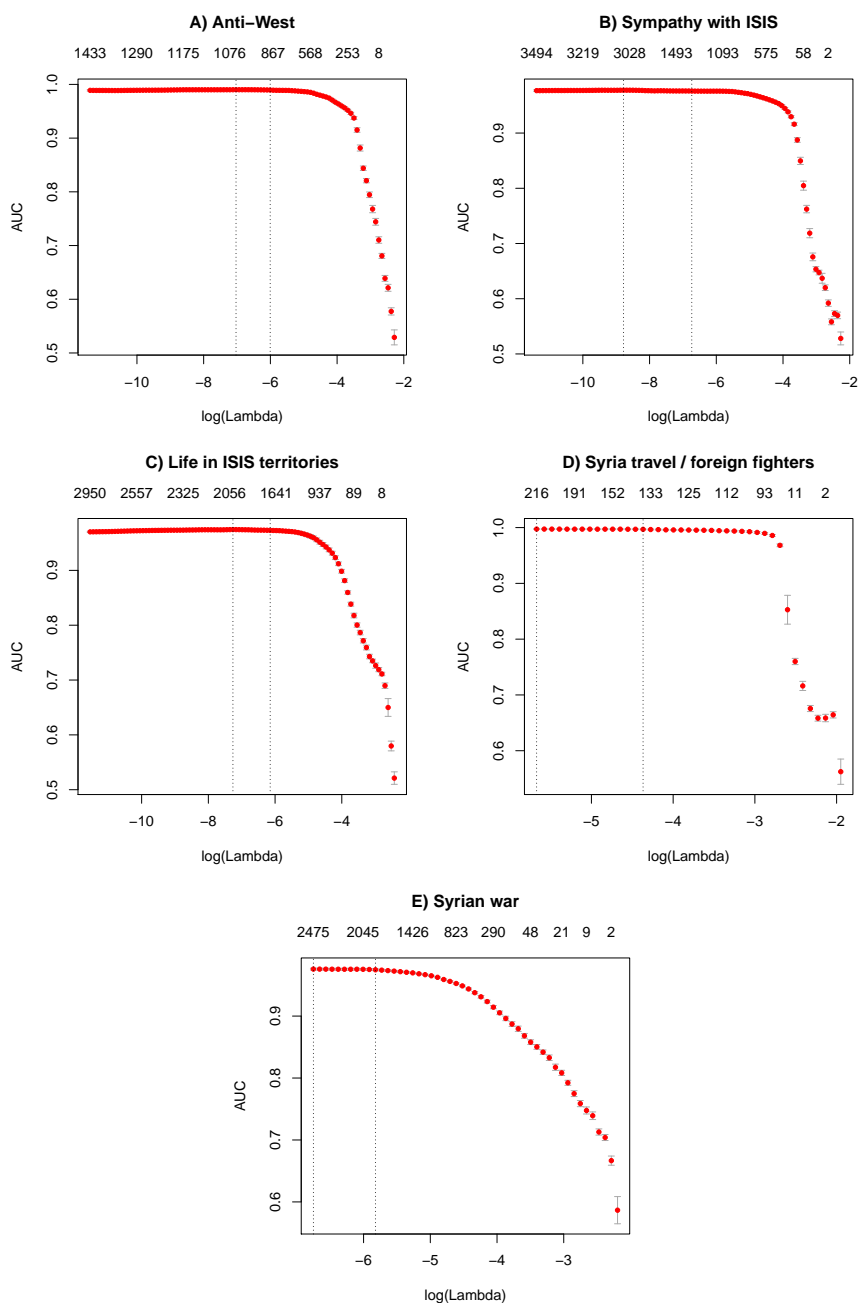 A) Anti−West
1433 1290 1175 1076 867 568 253 8
AUC
1.0
0.9
0.8
0.7
0.6
0.5
−10 −8 −6 −4 −2
log(Lambda)
B) Sympathy with ISIS
3494 3219 3028 1493 1093 575 58 2
AUC
0.9
0.8
0.7
0.6
0.5
−10 −8 −6 −4 −2
log(Lambda)
C) Life in ISIS territories
2950 2557 2325 2056 1641 937 89 8
AUC
0.9
0.8
0.7
0.6
0.5
−10 −8 −6 −4
log(Lambda)
D) Syria travel / foreign fighters
216 191 152 133 125 112 93 11 2
AUC
1.0
0.9
0.8
0.7
0.6
−5 −4 −3 −2
log(Lambda)
E) Syrian war
2475 2045 1426 823 290 48 21 9 2
AUC
0.9
0.8
0.7
0.6
−6 −5 −4 −3
log(Lambda)